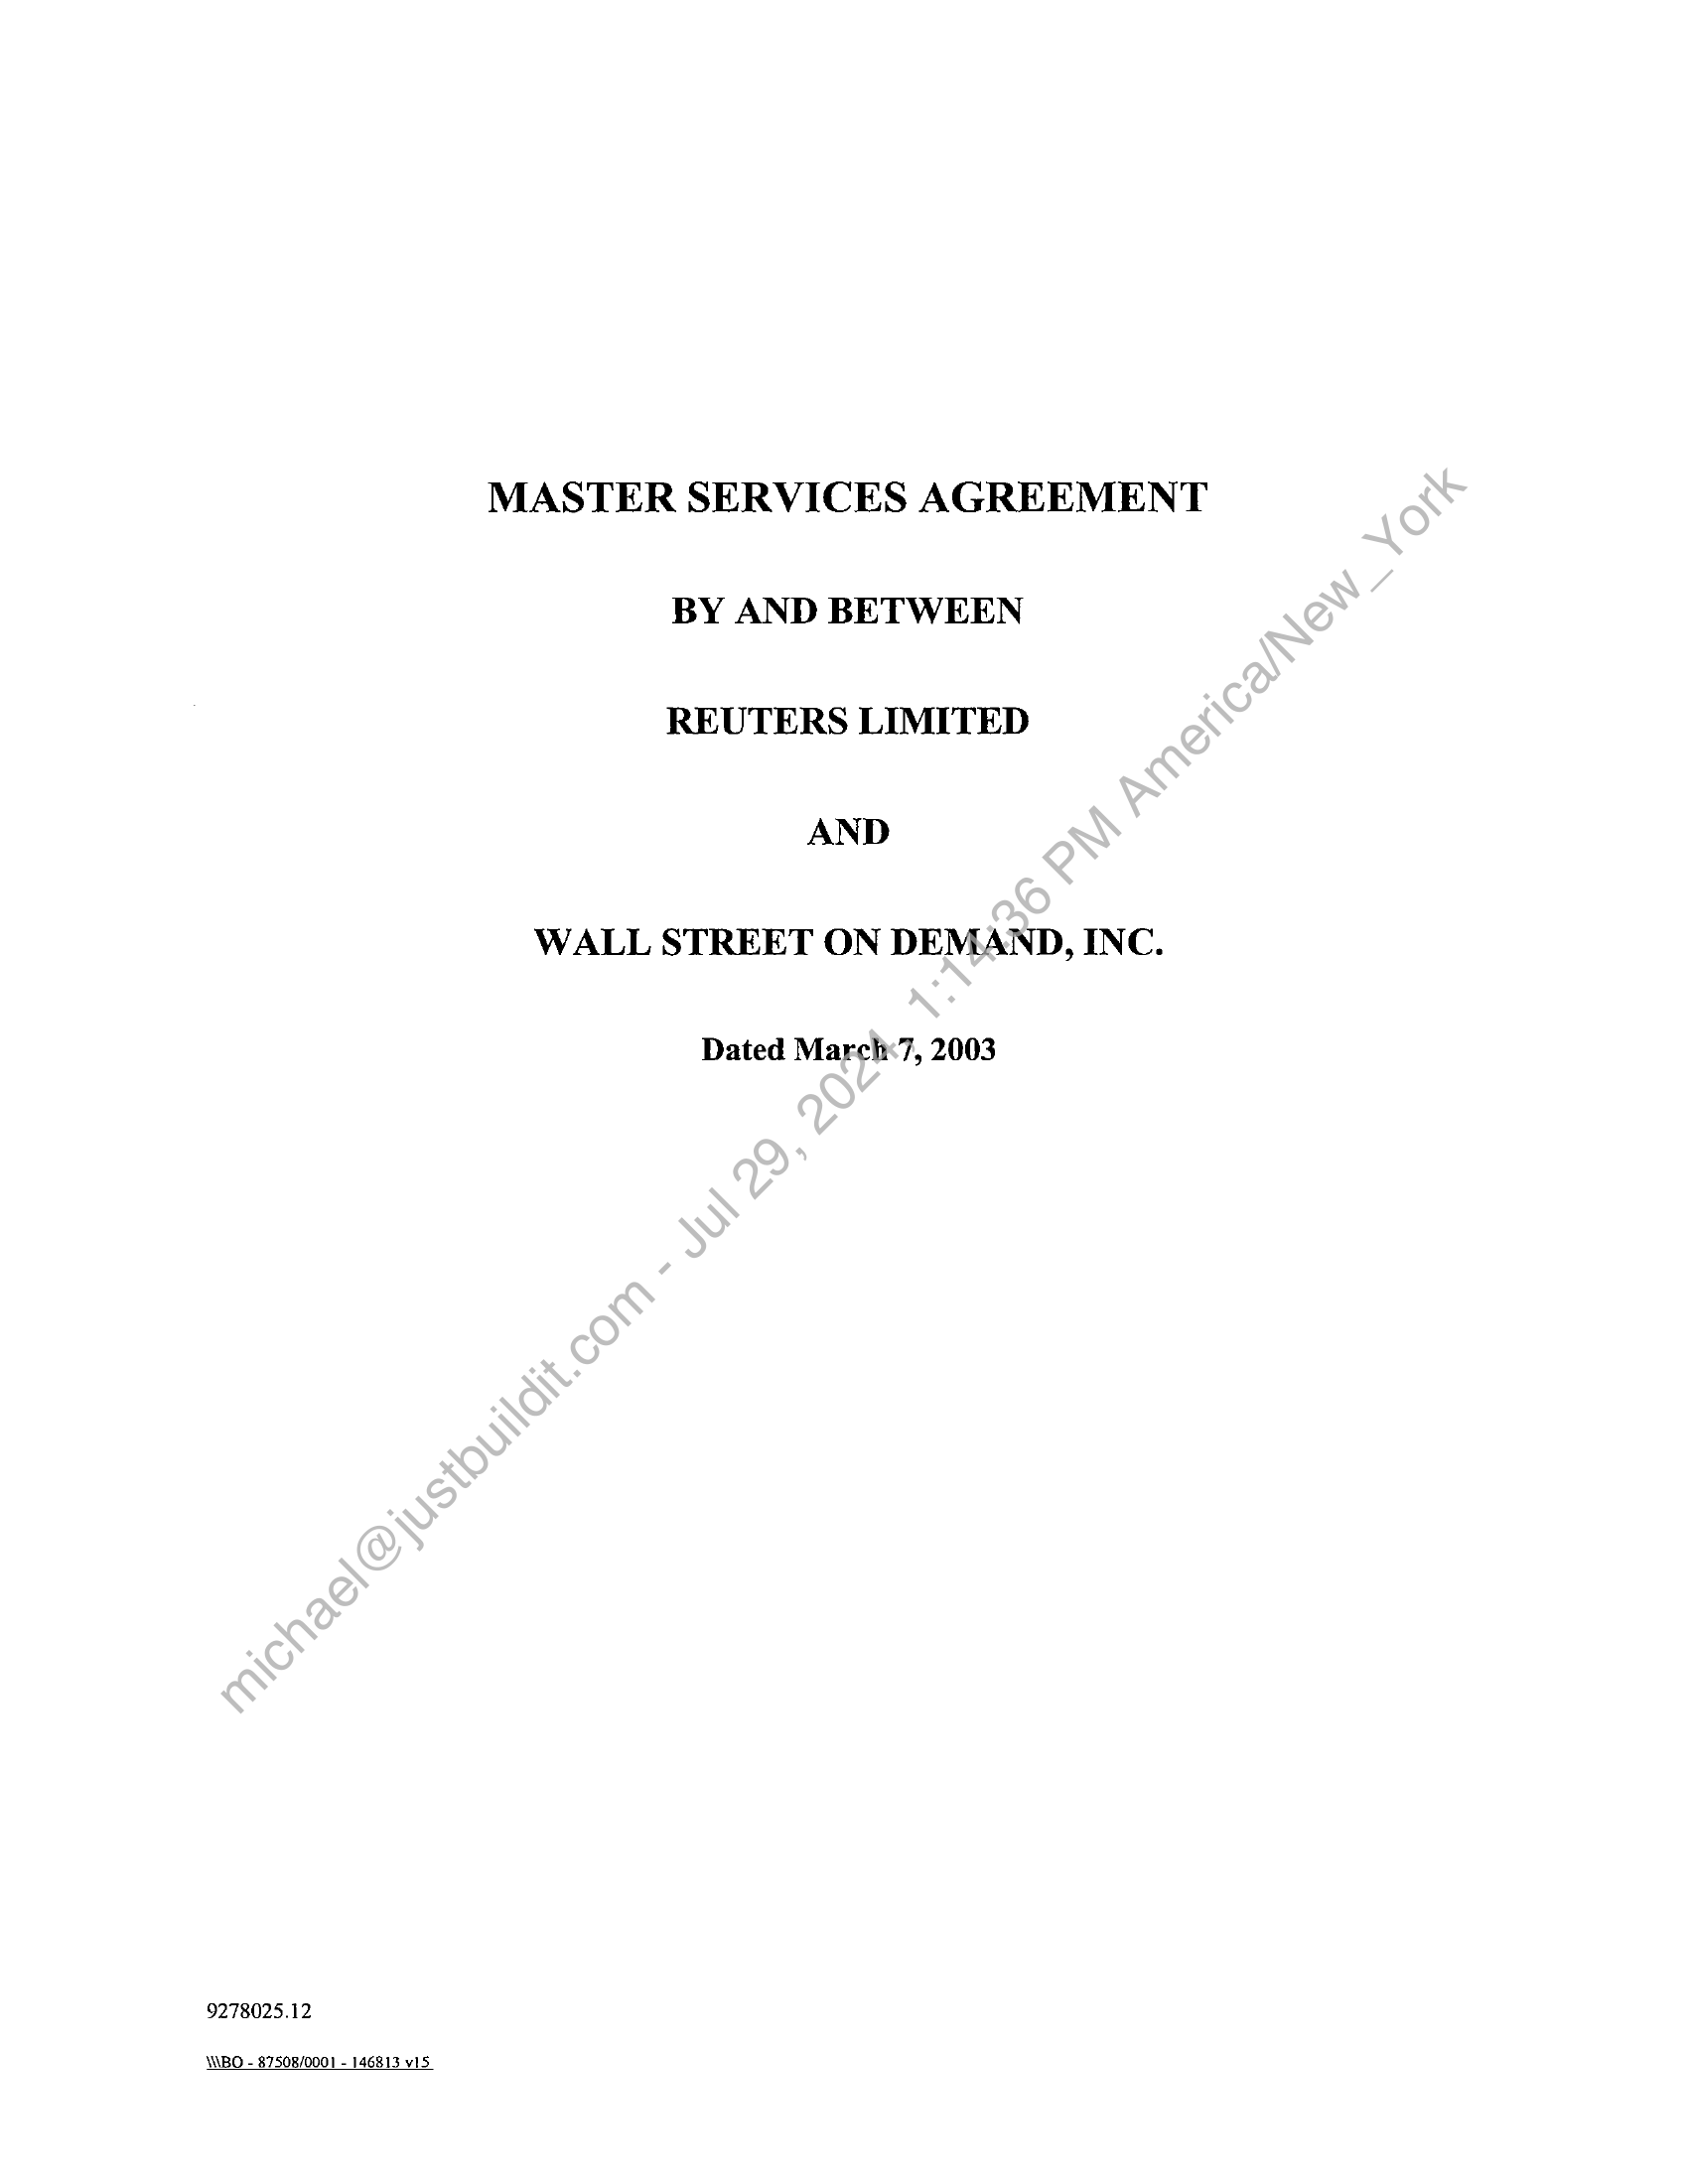 MASTER SERVICES AGREEMENT
BY AND BETWEEN
REUTERS LIMITED
AND
WALL STREET ON DEMAND, INC.
Dated March 7, 2003
michael@justbuildit.com - Jul 29, 2024, 1:14:36 PM America/New_York
9278025.12
\\\BO - 87508/0001 - 146813 v15